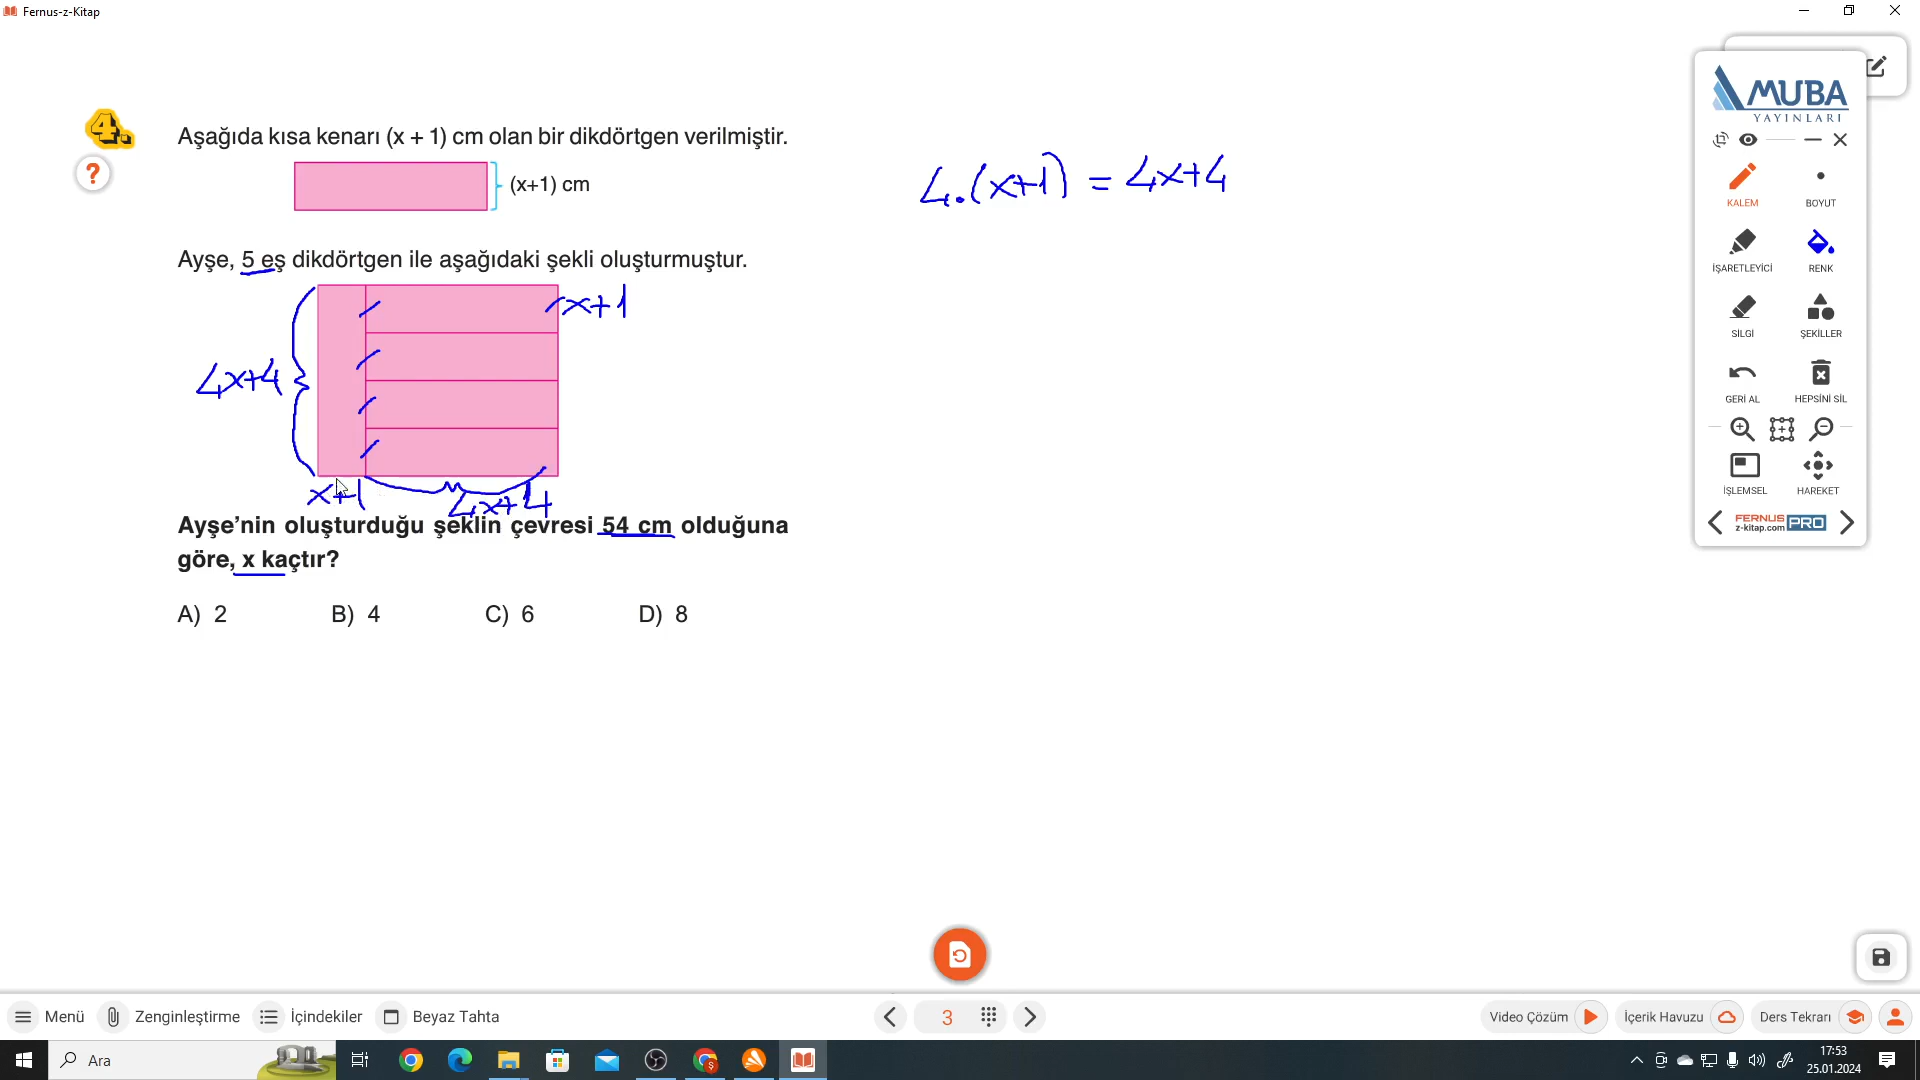 Fernus-z-Kitap
4.
Aşağıda kısa kenarı (x + 1) cm olan bir dikdörtgen verilmiştir.
?
(x+1) cm
4.(x+1) = 4x+4
Ayşe, 5 eş dikdörtgen ile aşağıdaki şekli oluşturmuştur.
x+1
4x+4
x+1
4x+4
Ayşe’nin oluşturduğu şeklin çevresi 54 cm olduğuna
göre, x kaçtır?
A) 2 B) 4 C) 6 D) 8
MUBA
YAYINLARI
KALEM BOYUT
İŞARETLEYİCİ RENK
SİLGİ ŞEKİLLER
GERİ AL HEPSİNİ SİL
İŞLEMSEL HAREKET
FERNUS PRO
z-kitap.com
Menü Zenginleştirme İçindekiler Beyaz Tahta 3 Video Çözüm İçerik Havuzu Ders Tekrarı
Ara
17:53
25.01.2024